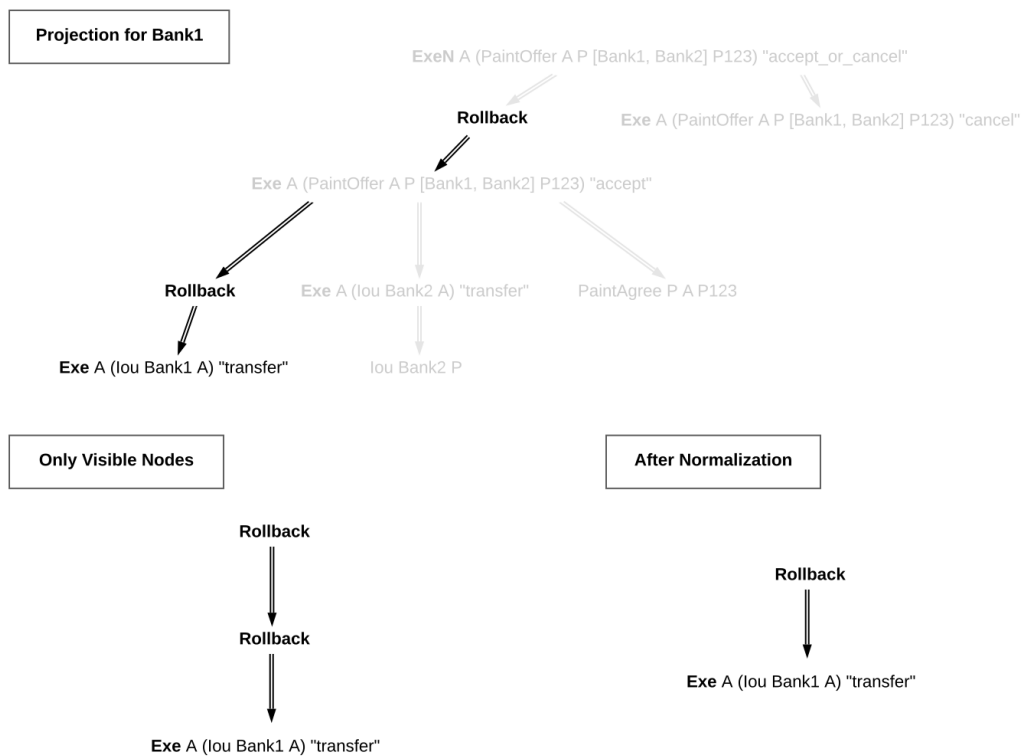 Projection for Bank1
ExeN A (PaintOffer A P [Bank1, Bank2] P123) "accept_or_cancel"
Rollback
Exe A (PaintOffer A P [Bank1, Bank2] P123) "cancel"
Exe A (PaintOffer A P [Bank1, Bank2] P123) "accept"
Rollback
Exe A (Iou Bank2 A) "transfer"
PaintAgree P A P123
Exe A (Iou Bank1 A) "transfer"
Iou Bank2 P
Only Visible Nodes
Rollback
Rollback
Exe A (Iou Bank1 A) "transfer"
After Normalization
Rollback
Exe A (Iou Bank1 A) "transfer"